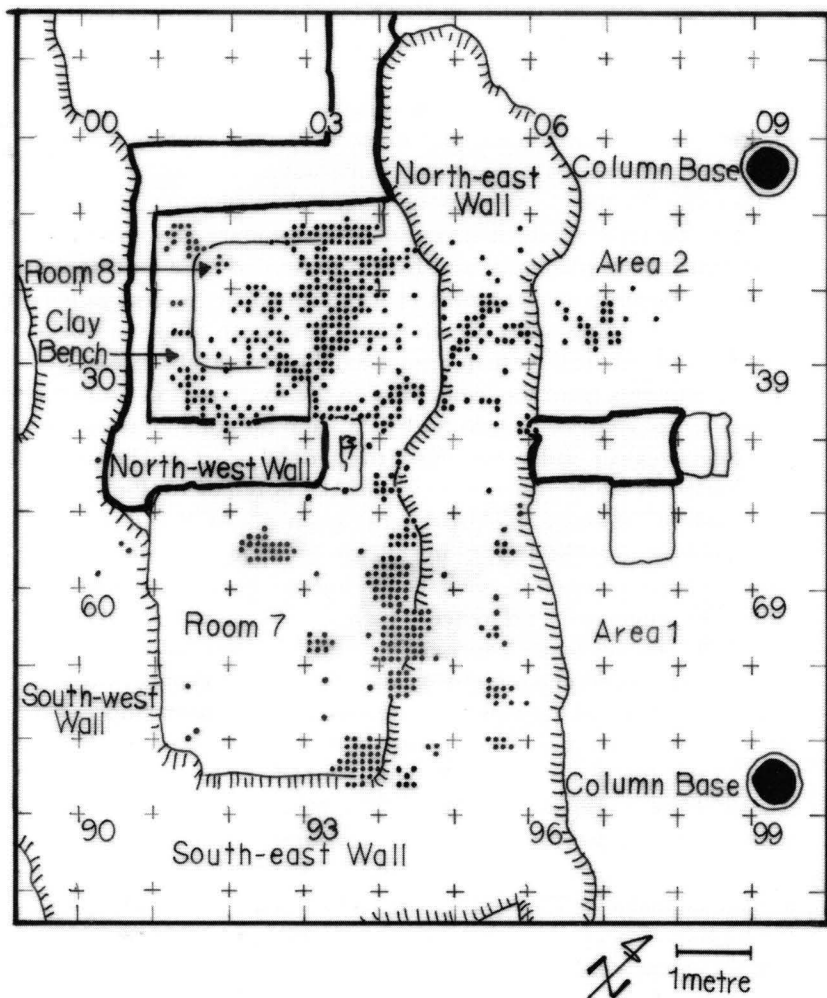 00
03
06
09
Column Base
North-east
Wall
Area 2
Room 8
Clay
Bench
30
39
North-west Wall
60
69
Room 7
Area 1
South-west
Wall
Column Base
90
93
96
99
South-east Wall
N
1metre